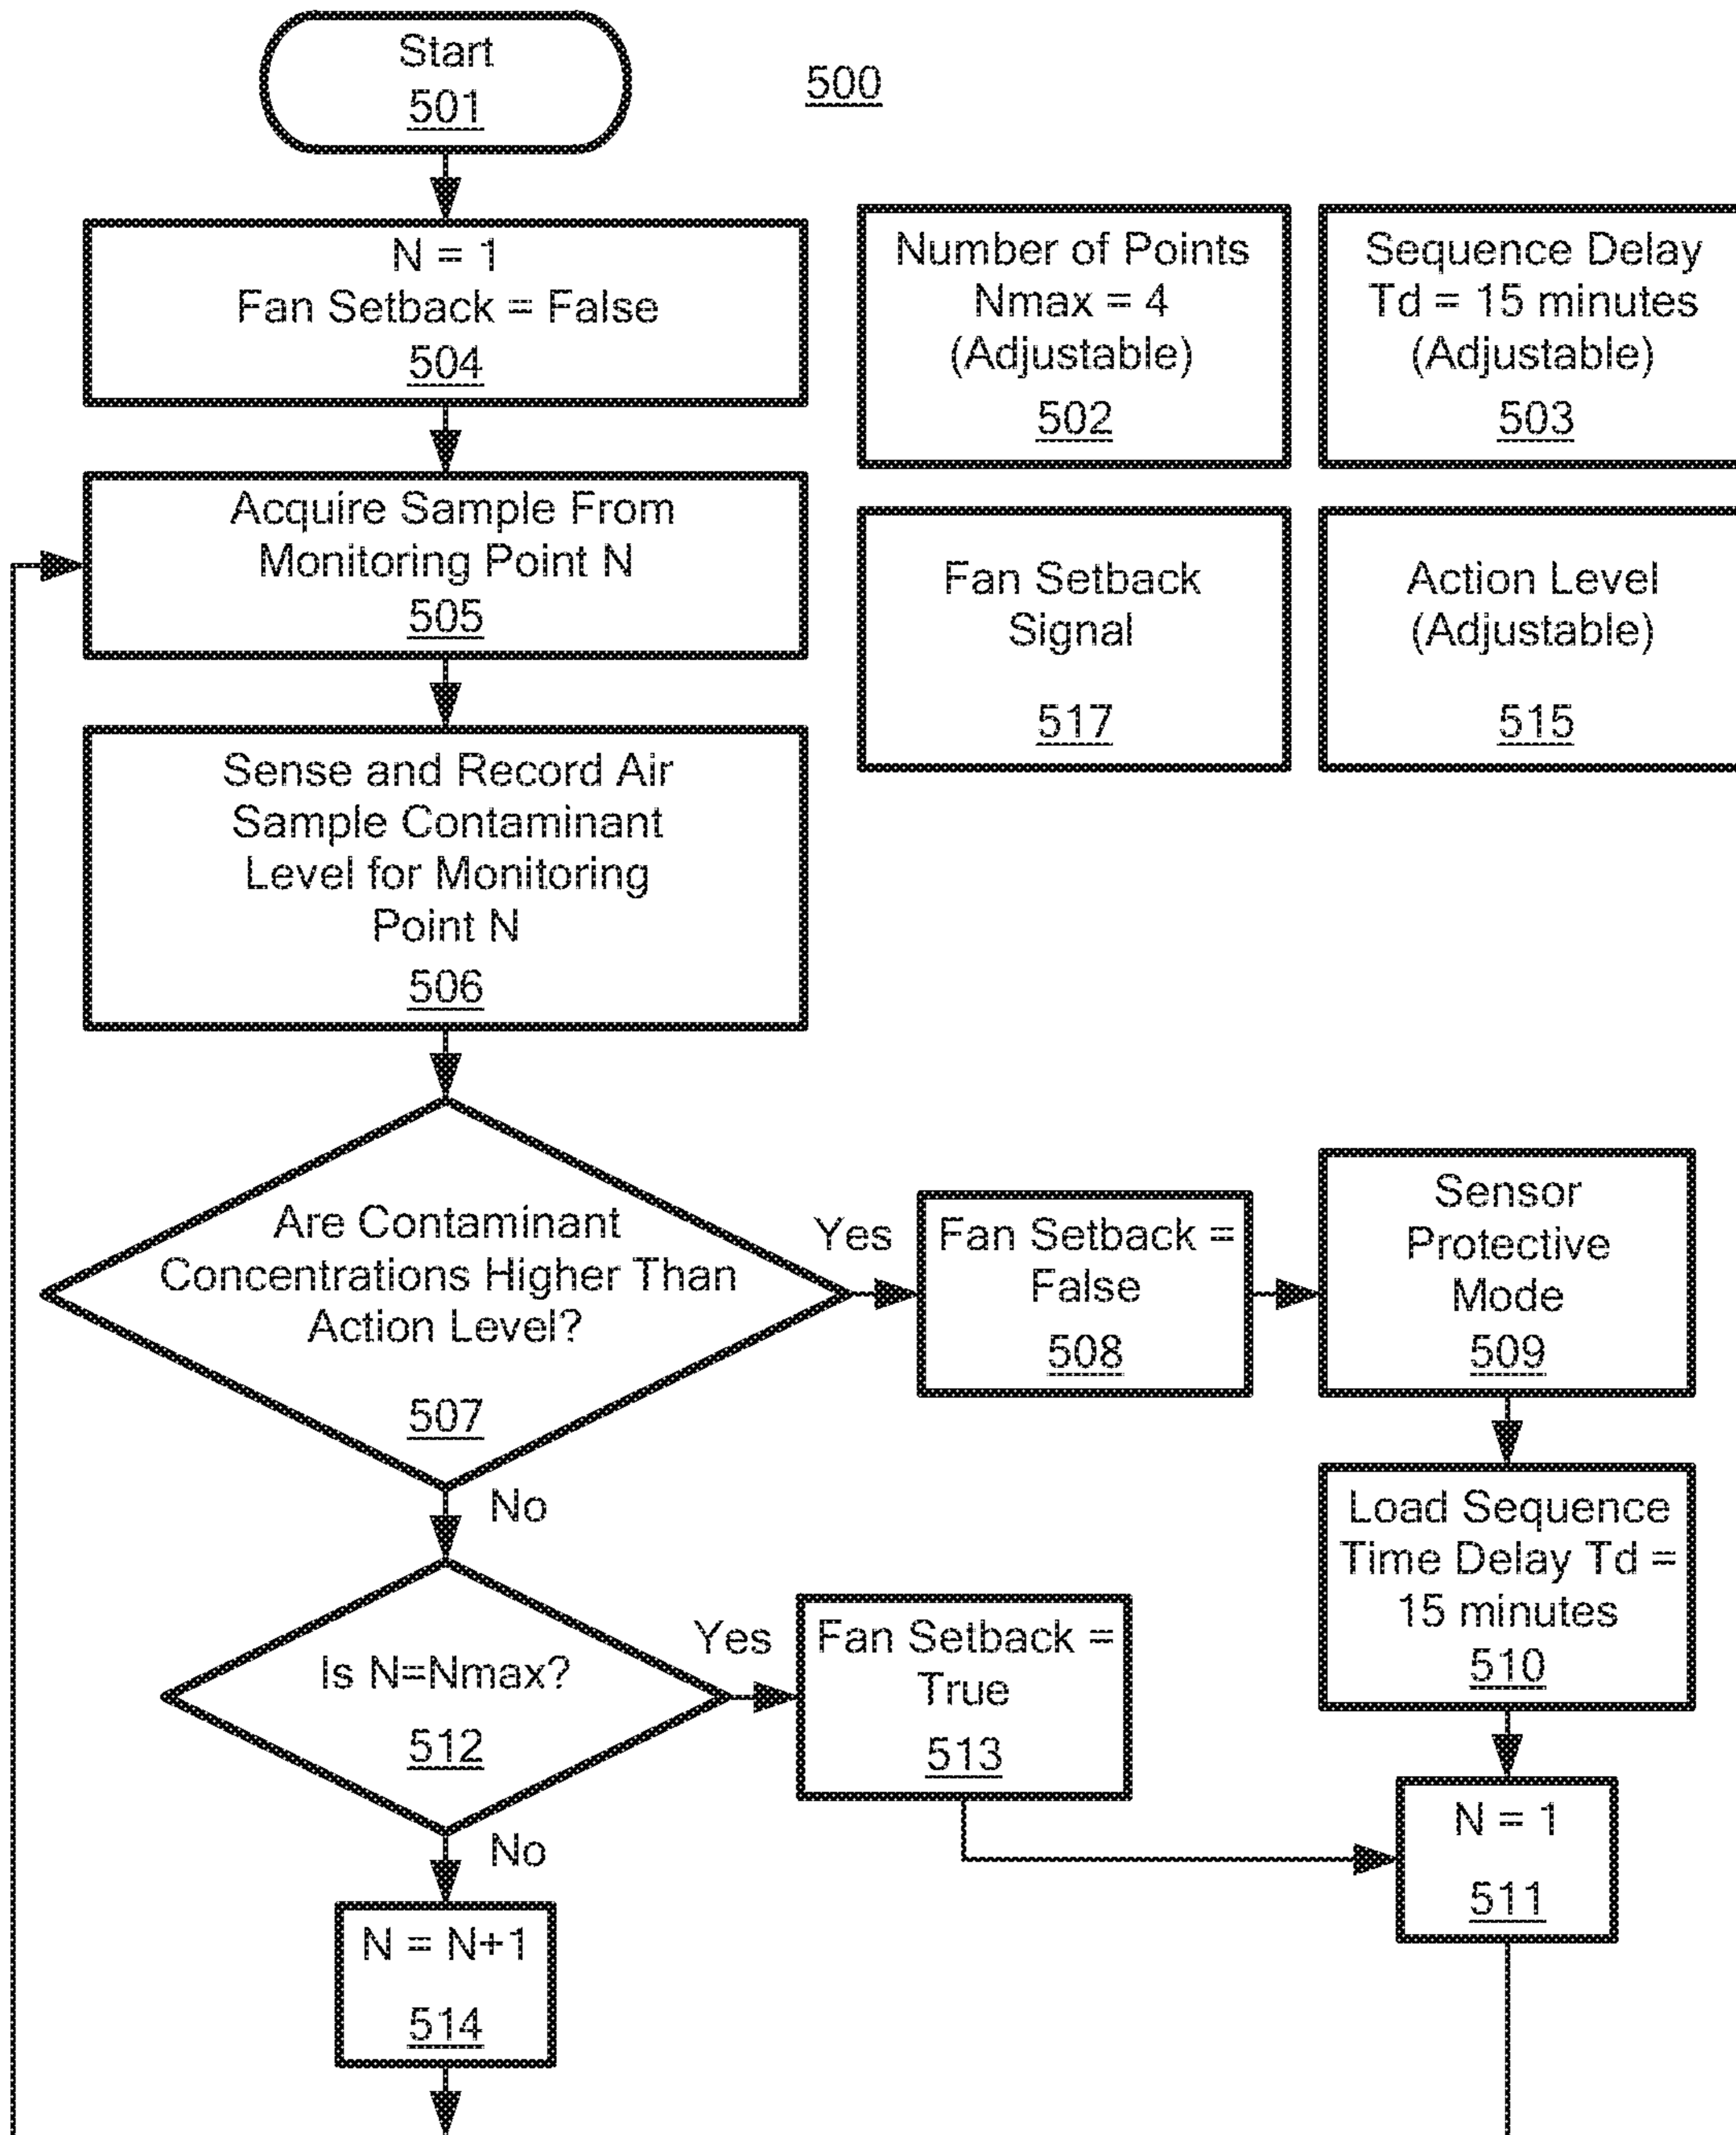 Start
501
500
N = 1
Fan Setback = False
504
Number of Points
Nmax = 4
(Adjustable)
502
Sequence Delay
Td = 15 minutes
(Adjustable)
503
Acquire Sample From
Monitoring Point N
505
Fan Setback
Signal
517
Action Level
(Adjustable)
515
Sense and Record Air
Sample Contaminant
Level for Monitoring
Point N
506
Are Contaminant
Concentrations Higher Than
Action Level?
507
Yes
Fan Setback =
False
508
Sensor
Protective
Mode
509
No
Load Sequence
Time Delay Td =
15 minutes
510
Is N=Nmax?
512
Yes
Fan Setback =
True
513
N = 1
511
No
N = N+1
514